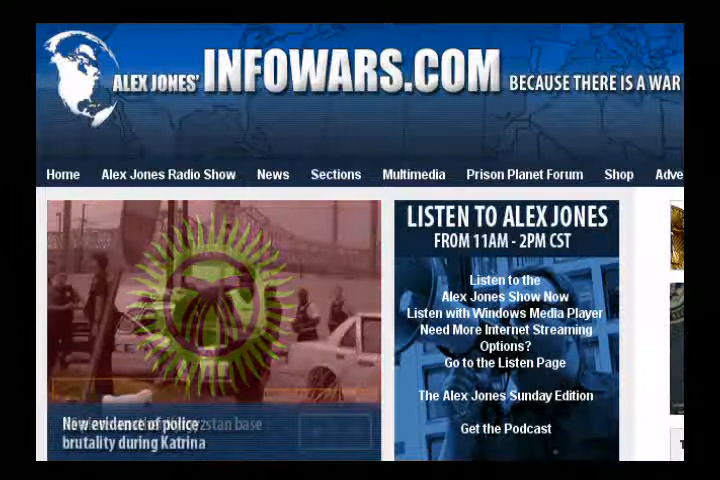 ALEX JONES' INFOWARS.COM BECAUSE THERE IS A WAR
Home Alex Jones Radio Show News Sections Multimedia Prison Planet Forum Shop Adve
LISTEN TO ALEX JONES
FROM 11AM - 2PM CST
Listen to the
Alex Jones Show Now
Listen with Windows Media Player
Need More Internet Streaming
Options?
Go to the Listen Page
The Alex Jones Sunday Edition
Get the Podcast
New evidence of police
brutality during Katrina